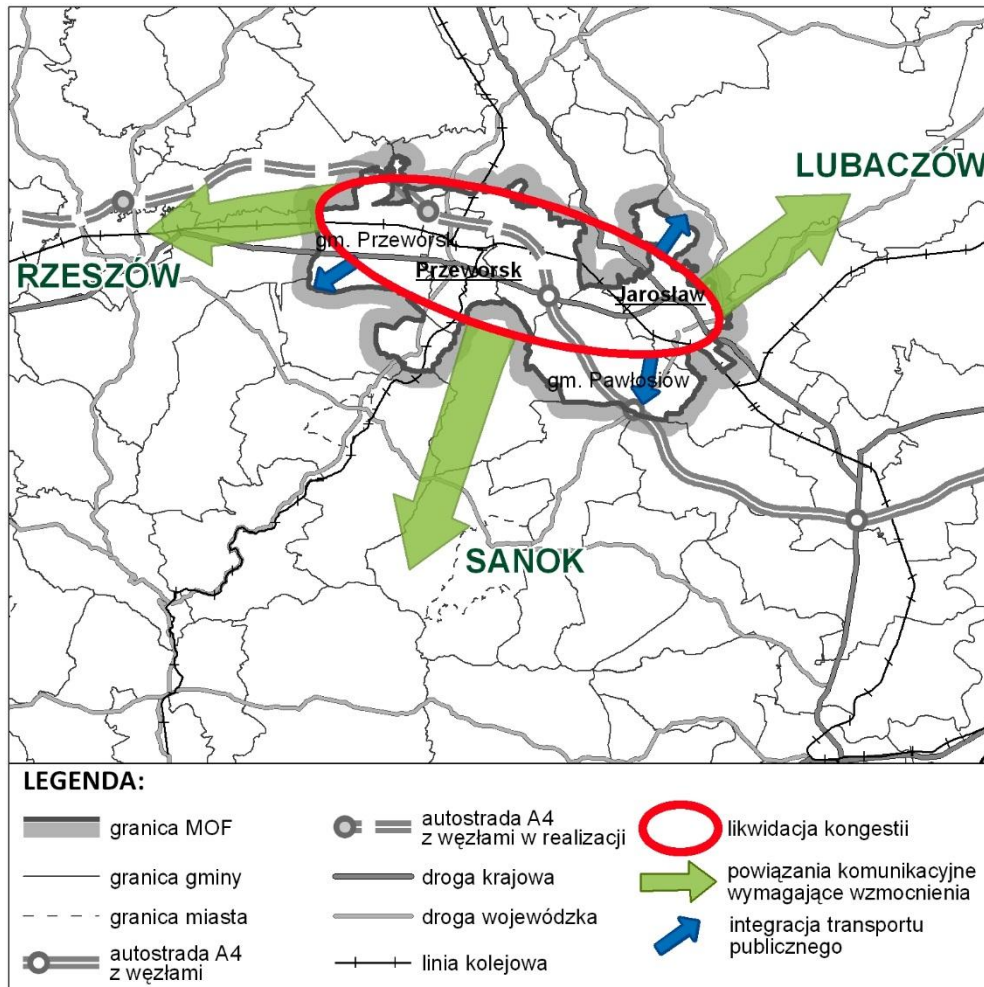 LUBACZÓW
RZESZÓW
gm. Przeworsk
Przeworsk
Jarosław
gm. Pawłosiów
SANOK
LEGENDA:
granica MOF
granica gminy
granica miasta
autostrada A4
z węzłami
autostrada A4
z węzłami w realizacji
droga krajowa
droga wojewódzka
linia kolejowa
likwidacja kongestii
powiązania komunikacyjne
wymagające wzmocnienia
integracja transportu
publicznego